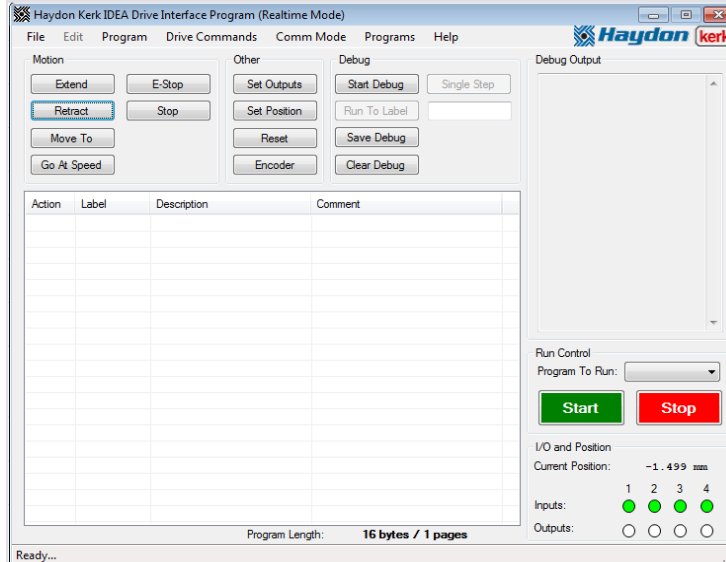 Haydon Kerk IDEA Drive Interface Program (Realtime Mode)
File Edit Program Drive Commands Comm Mode Programs Help
Haydon kerk
Motion Other Debug Debug Output
Extend E-Stop Set Outputs Start Debug Single Step
Retract Stop Set Position Run To Label
Move To Reset Save Debug
Go At Speed Encoder Clear Debug
Action Label Description Comment
Run Control
Program To Run:
Start Stop
I/O and Position
Current Position: -1.499 mm
1 2 3 4
Inputs:
Outputs:
Program Length: 16 bytes / 1 pages
Ready...